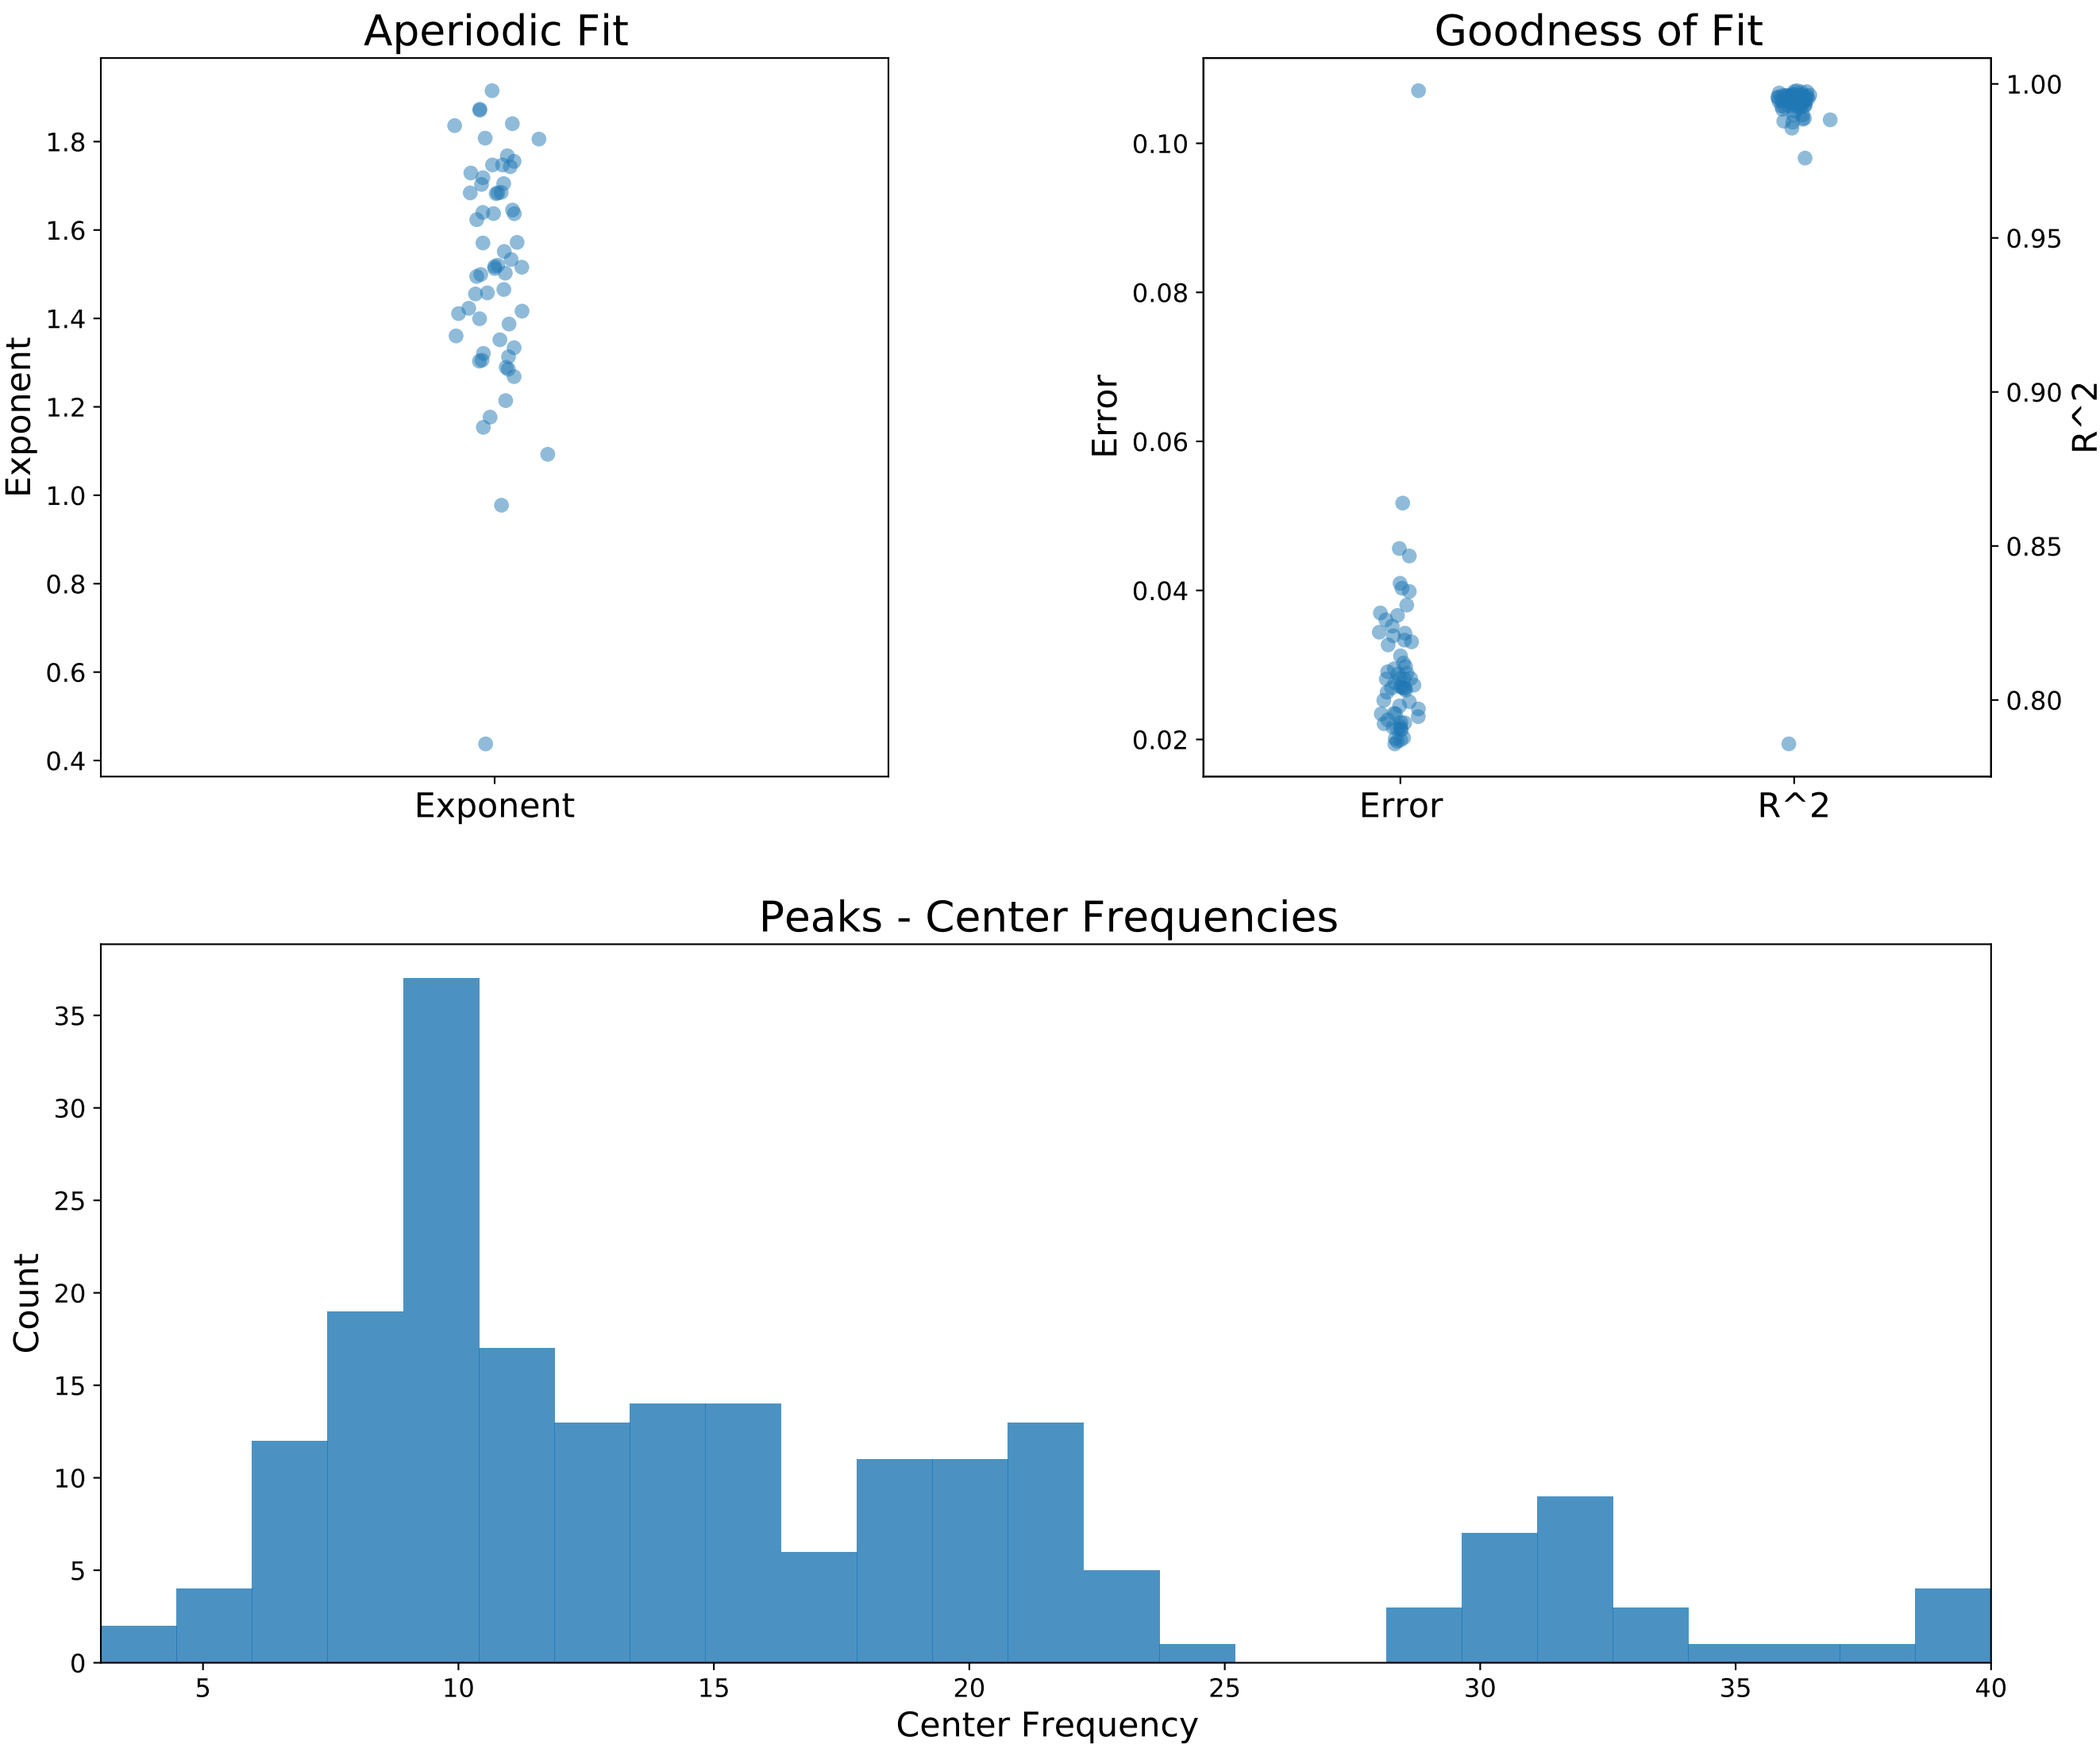 Aperiodic Fit
1.8
1.6
1.4
1.2
1.0
0.8
0.6
0.4
Exponent
Exponent
Goodness of Fit
0.10
0.08
0.06
0.04
0.02
Error
1.00
0.95
0.90
0.85
0.80
R^2
Error R^2
Peaks - Center Frequencies
35
30
25
20
15
10
5
0
Count
5 10 15 20 25 30 35 40
Center Frequency